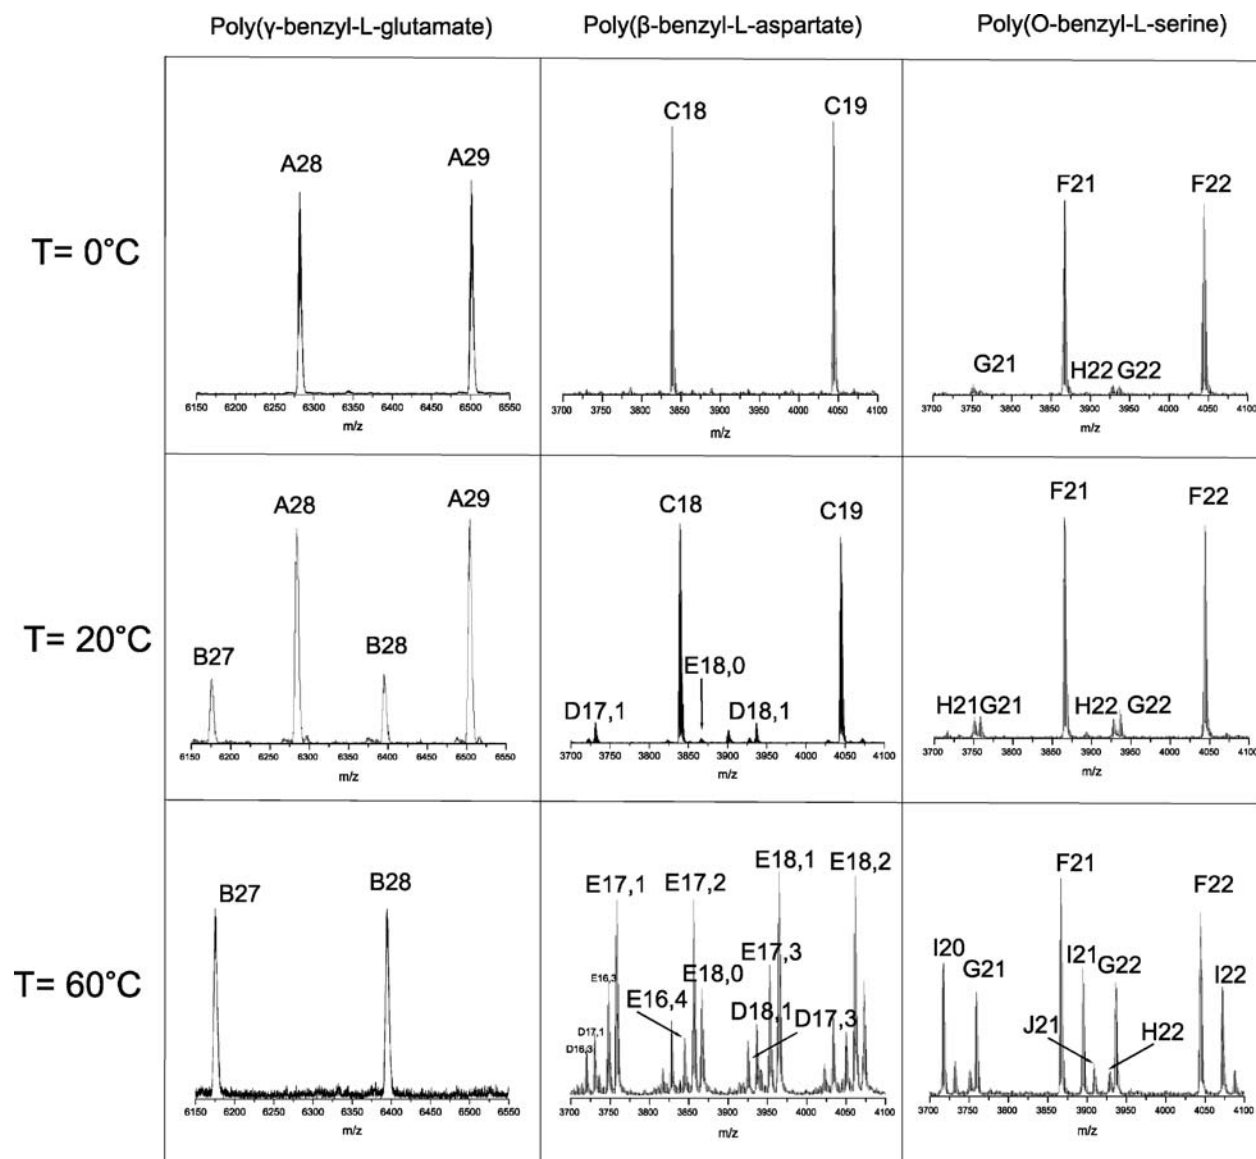 Poly(γ-benzyl-L-glutamate) Poly(β-benzyl-L-aspartate) Poly(O-benzyl-L-serine)
T= 0°C
A28 A29
6150 6200 6250 6300 6350 6400 6450 6500 6550
m/z
C18 C19
3700 3750 3800 3850 3900 3950 4000 4050 4100
m/z
F21 F22
G21 H22 G22
3700 3750 3800 3850 3900 3950 4000 4050 4100
m/z
T= 20°C
A28 A29
B27 B28
6150 6200 6250 6300 6350 6400 6450 6500 6550
m/z
C18 C19
E18,0
D17,1 D18,1
3700 3750 3800 3850 3900 3950 4000 4050 4100
m/z
F21 F22
H21 G21 H22 G22
3700 3750 3800 3850 3900 3950 4000 4050 4100
m/z
T= 60°C
B27 B28
6150 6200 6250 6300 6350 6400 6450 6500 6550
m/z
E18,1 E18,2
E17,1 E17,2
E17,3
E16,3 E16,4 E18,0
D17,1 D18,1 D17,3
D16,3
3700 3750 3800 3850 3900 3950 4000 4050 4100
m/z
F21 F22
I20 I21 G22 I22
G21
J21 H22
3700 3750 3800 3850 3900 3950 4000 4050 4100
m/z